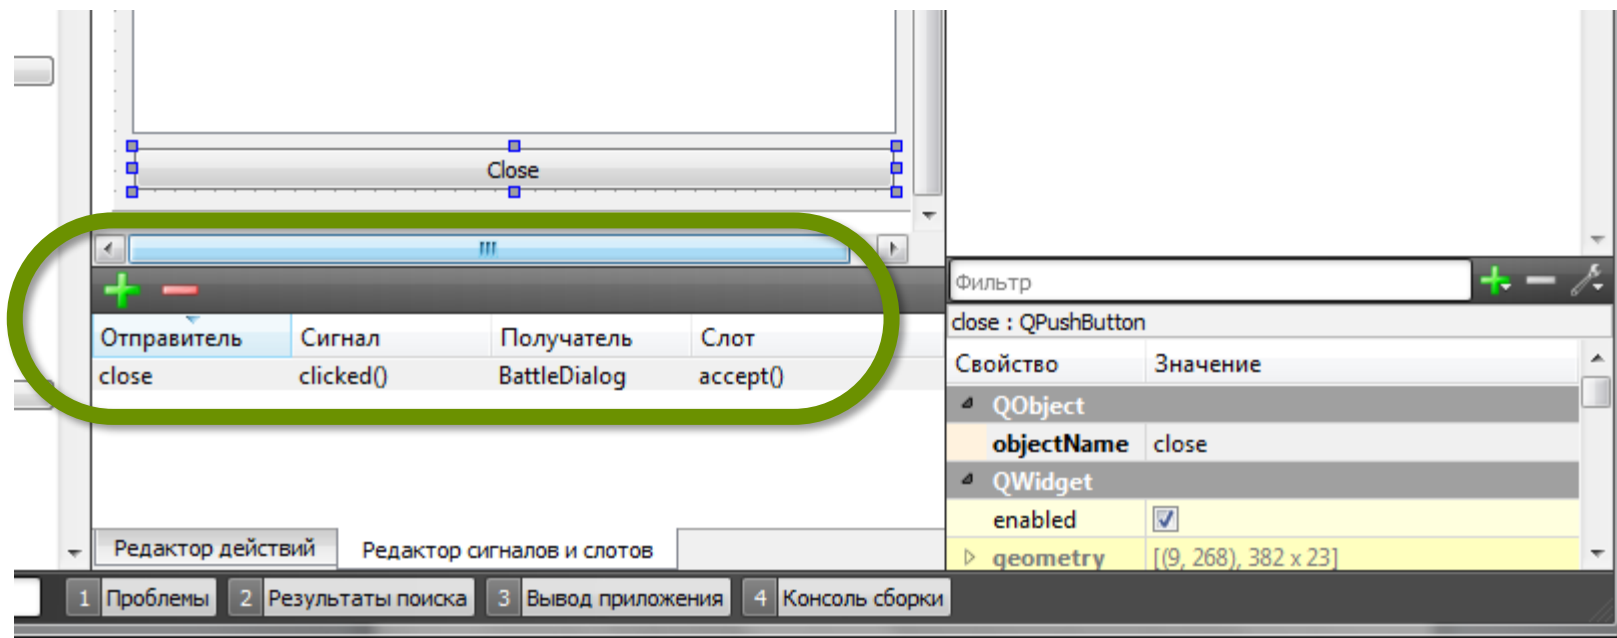 Close
Отправитель Сигнал Получатель Слот
close clicked() BattleDialog accept()
Редактор действий Редактор сигналов и слотов
Фильтр
close : QPushButton
Свойство Значение
QObject
objectName close
QWidget
enabled
geometry [(9, 268), 382 x 23]
1 Проблемы 2 Результаты поиска 3 Вывод приложения 4 Консоль сборки